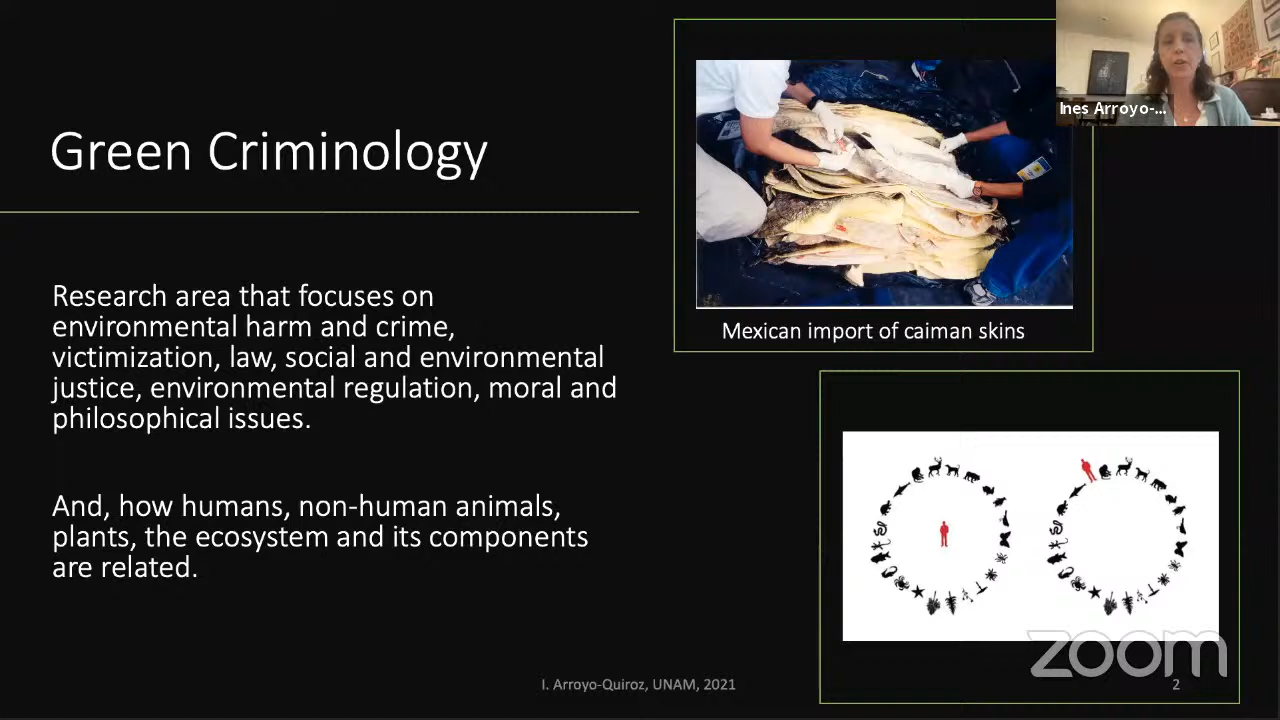 Green Criminology
Research area that focuses on
environmental harm and crime,
victimization, law, social and environmental
justice, environmental regulation, moral and
philosophical issues.
And, how humans, non-human animals,
plants, the ecosystem and its components
are related.
Ines Arroyo-...
Mexican import of caiman skins
zoom
I. Arroyo-Quiroz, UNAM, 2021
2